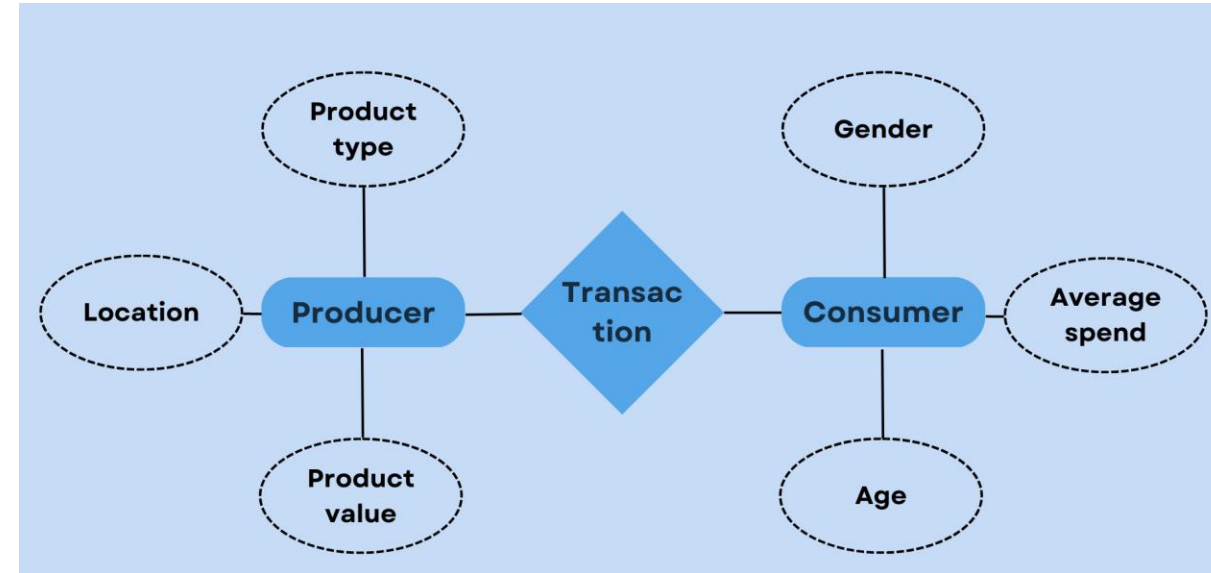 Product
type
Gender
Location
Producer
Transac
tion
Consumer
Average
spend
Product
value
Age